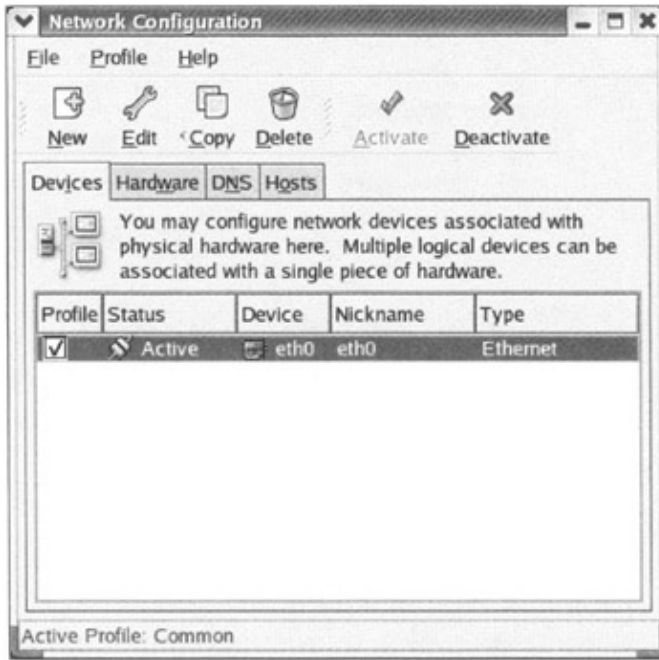 Network Configuration
File Profile Help
New Edit Copy Delete Activate Deactivate
Devices Hardware DNS Hosts
You may configure network devices associated with
physical hardware here. Multiple logical devices can be
associated with a single piece of hardware.
Profile Status Device Nickname Type
Active eth0 eth0 Ethernet
Active Profile: Common